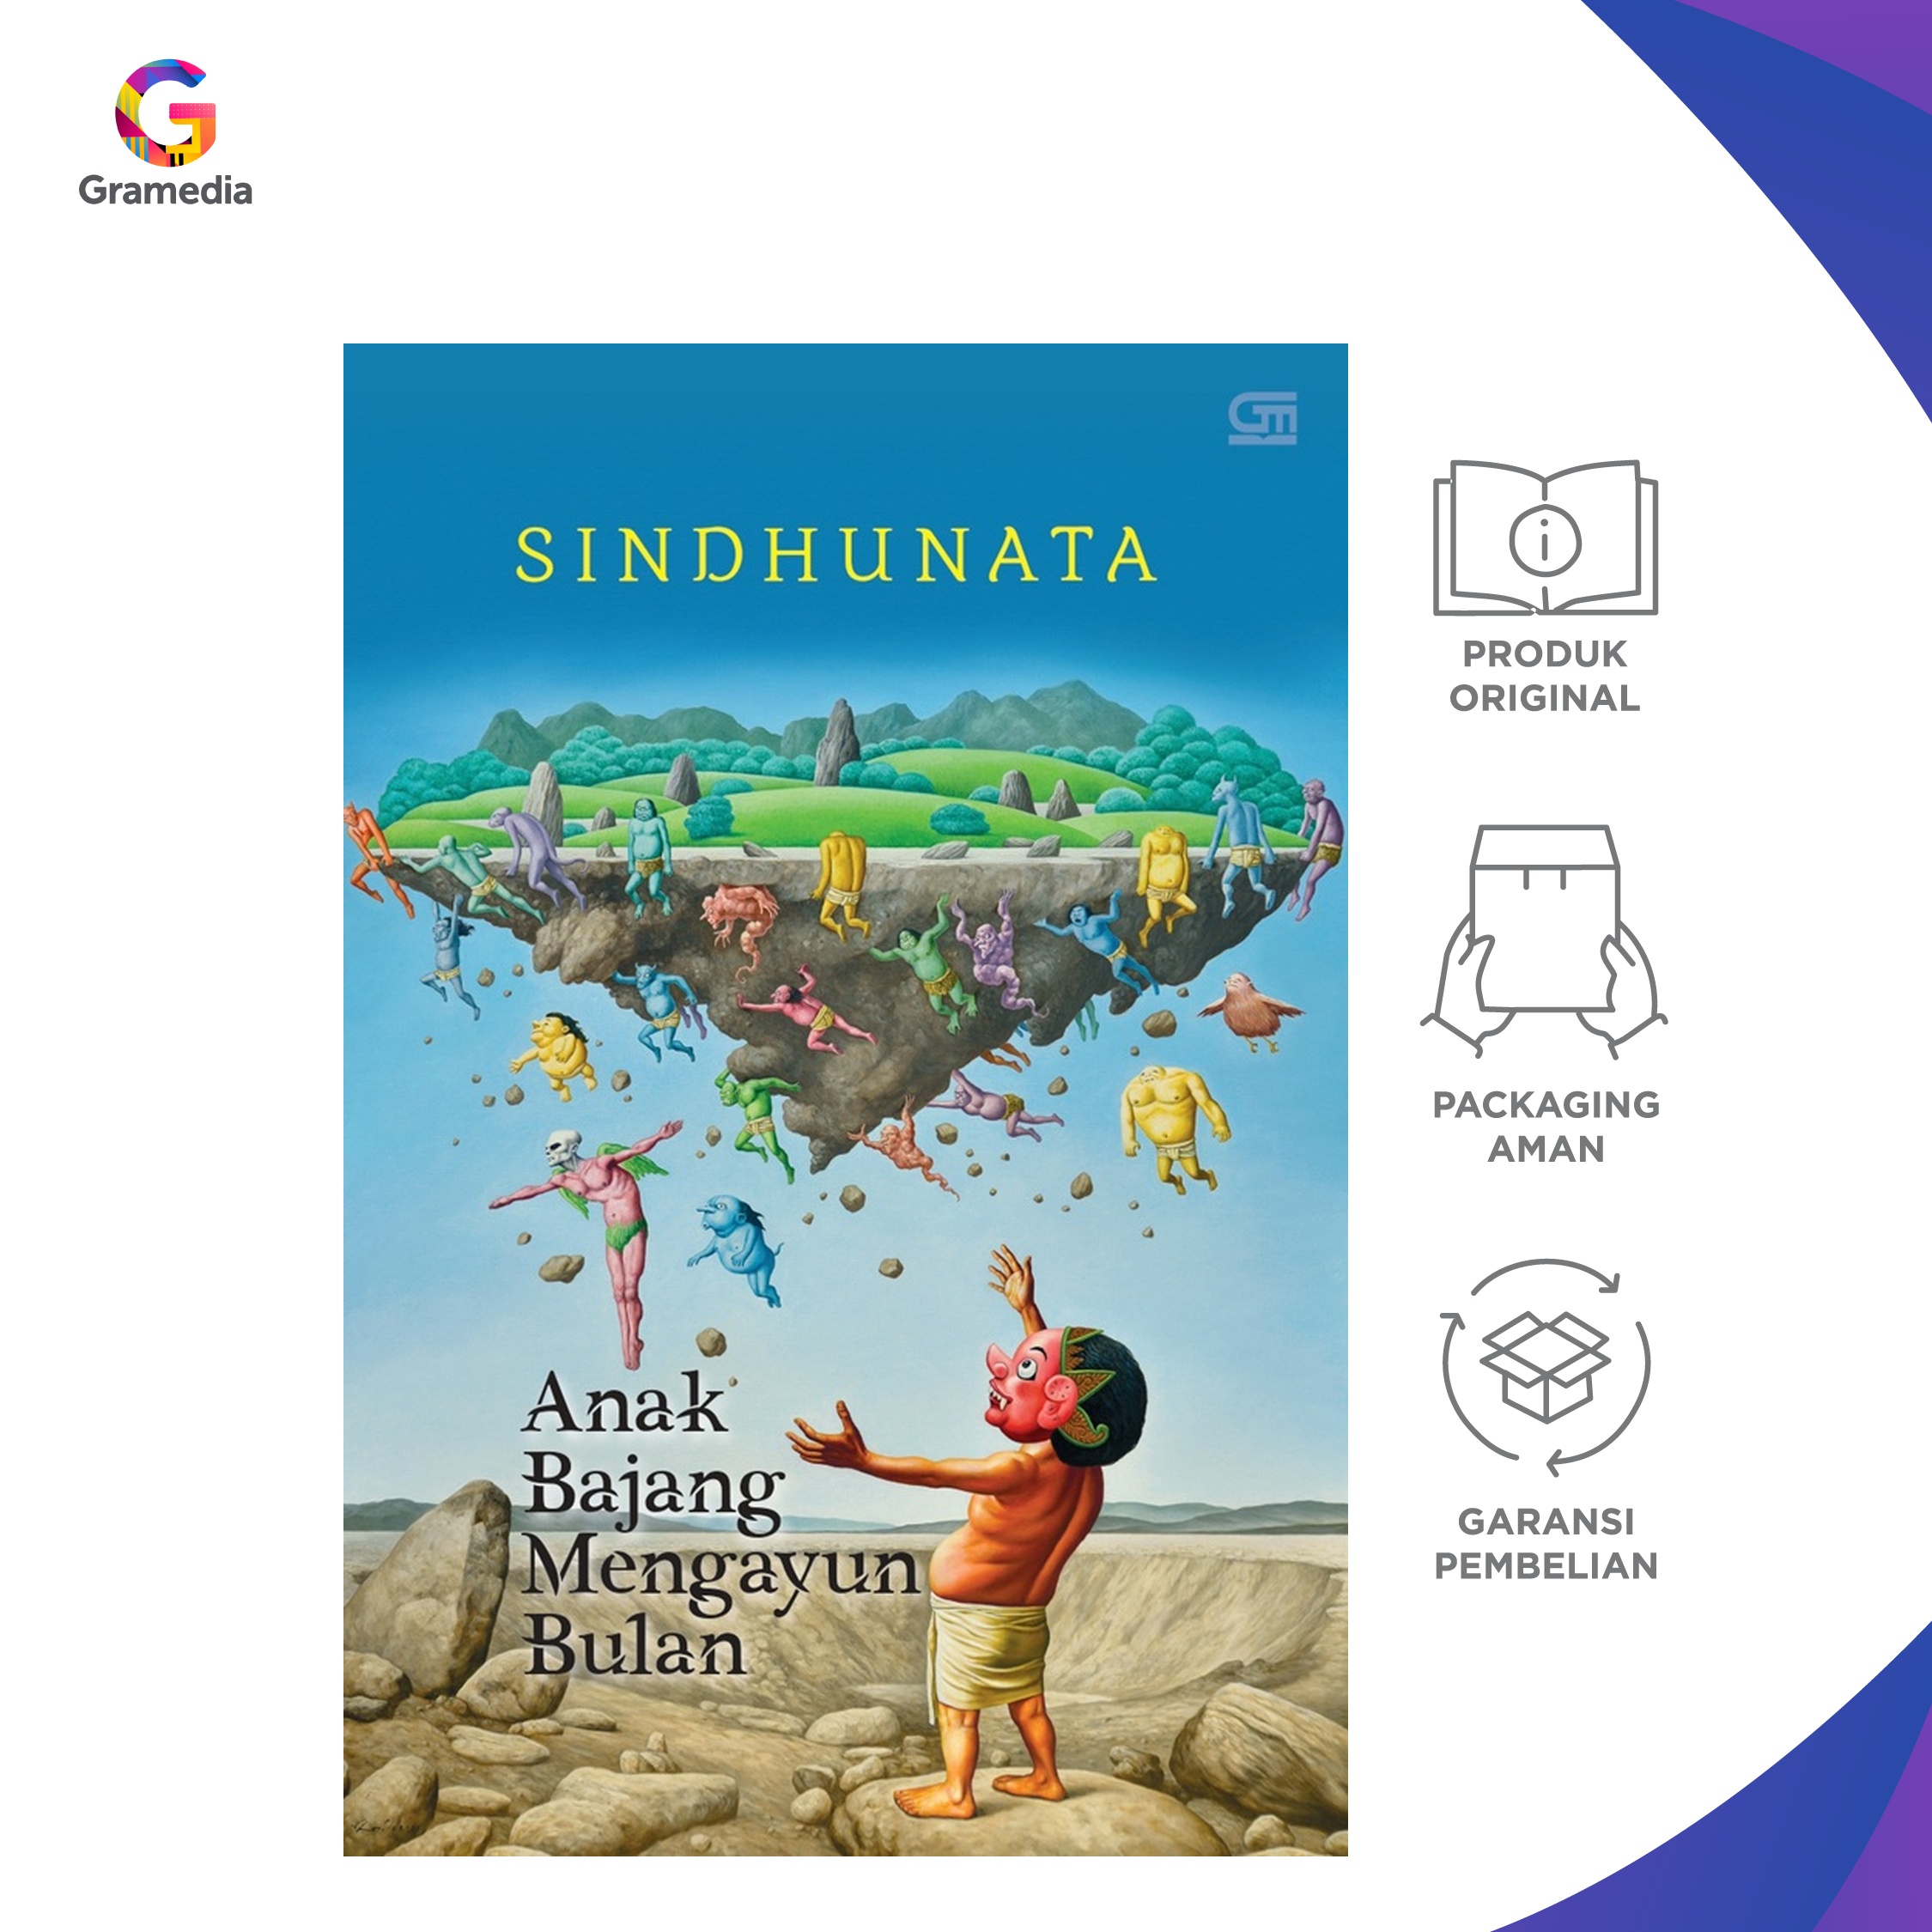 Gramedia
SINDHUNATA
Anak
Bajang
Mengayun
Bulan
PRODUK
ORIGINAL
PACKAGING
AMAN
GARANSI
PEMBELIAN